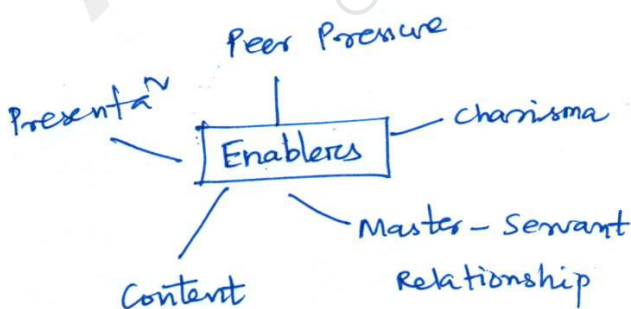 Peer Pressure
Presentaⁿ
Charisma
Enablers
Master - Servant
Relationship
Content